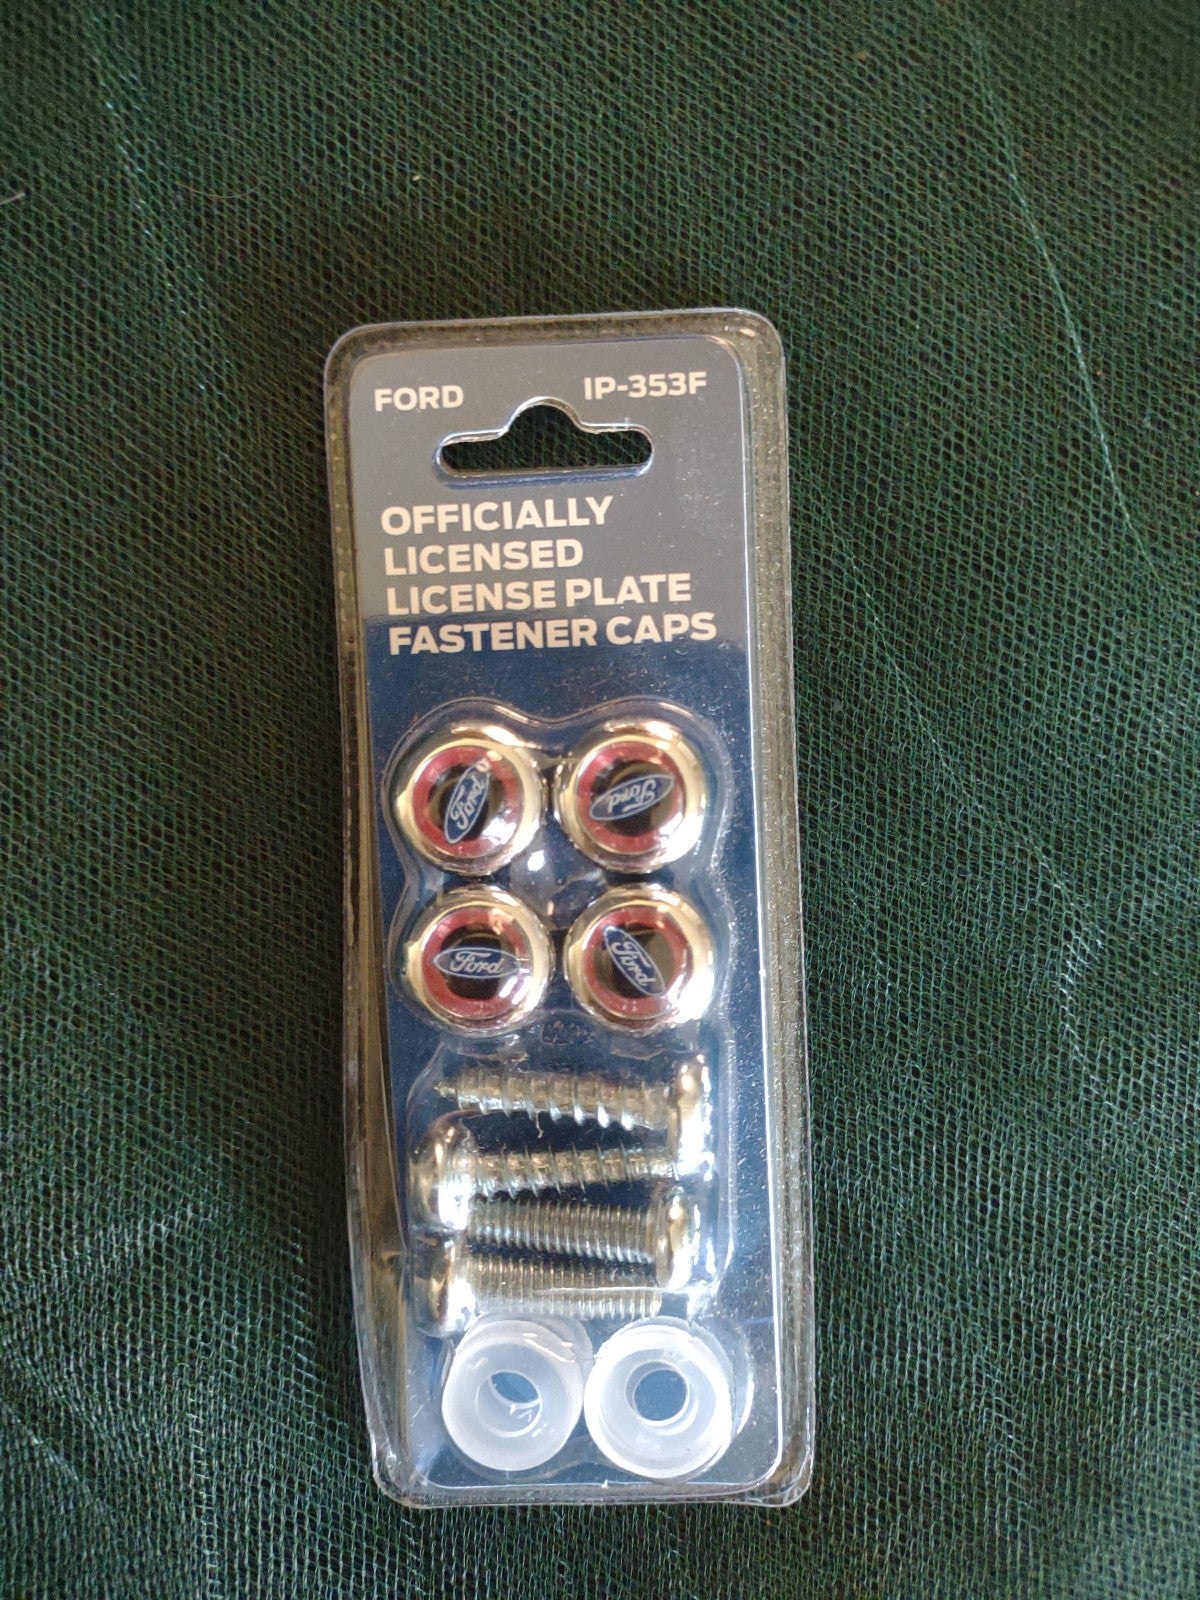 FORD IP-353F
OFFICIALLY
LICENSED
LICENSE PLATE
FASTENER CAPS
Ford
Ford
Ford
Ford